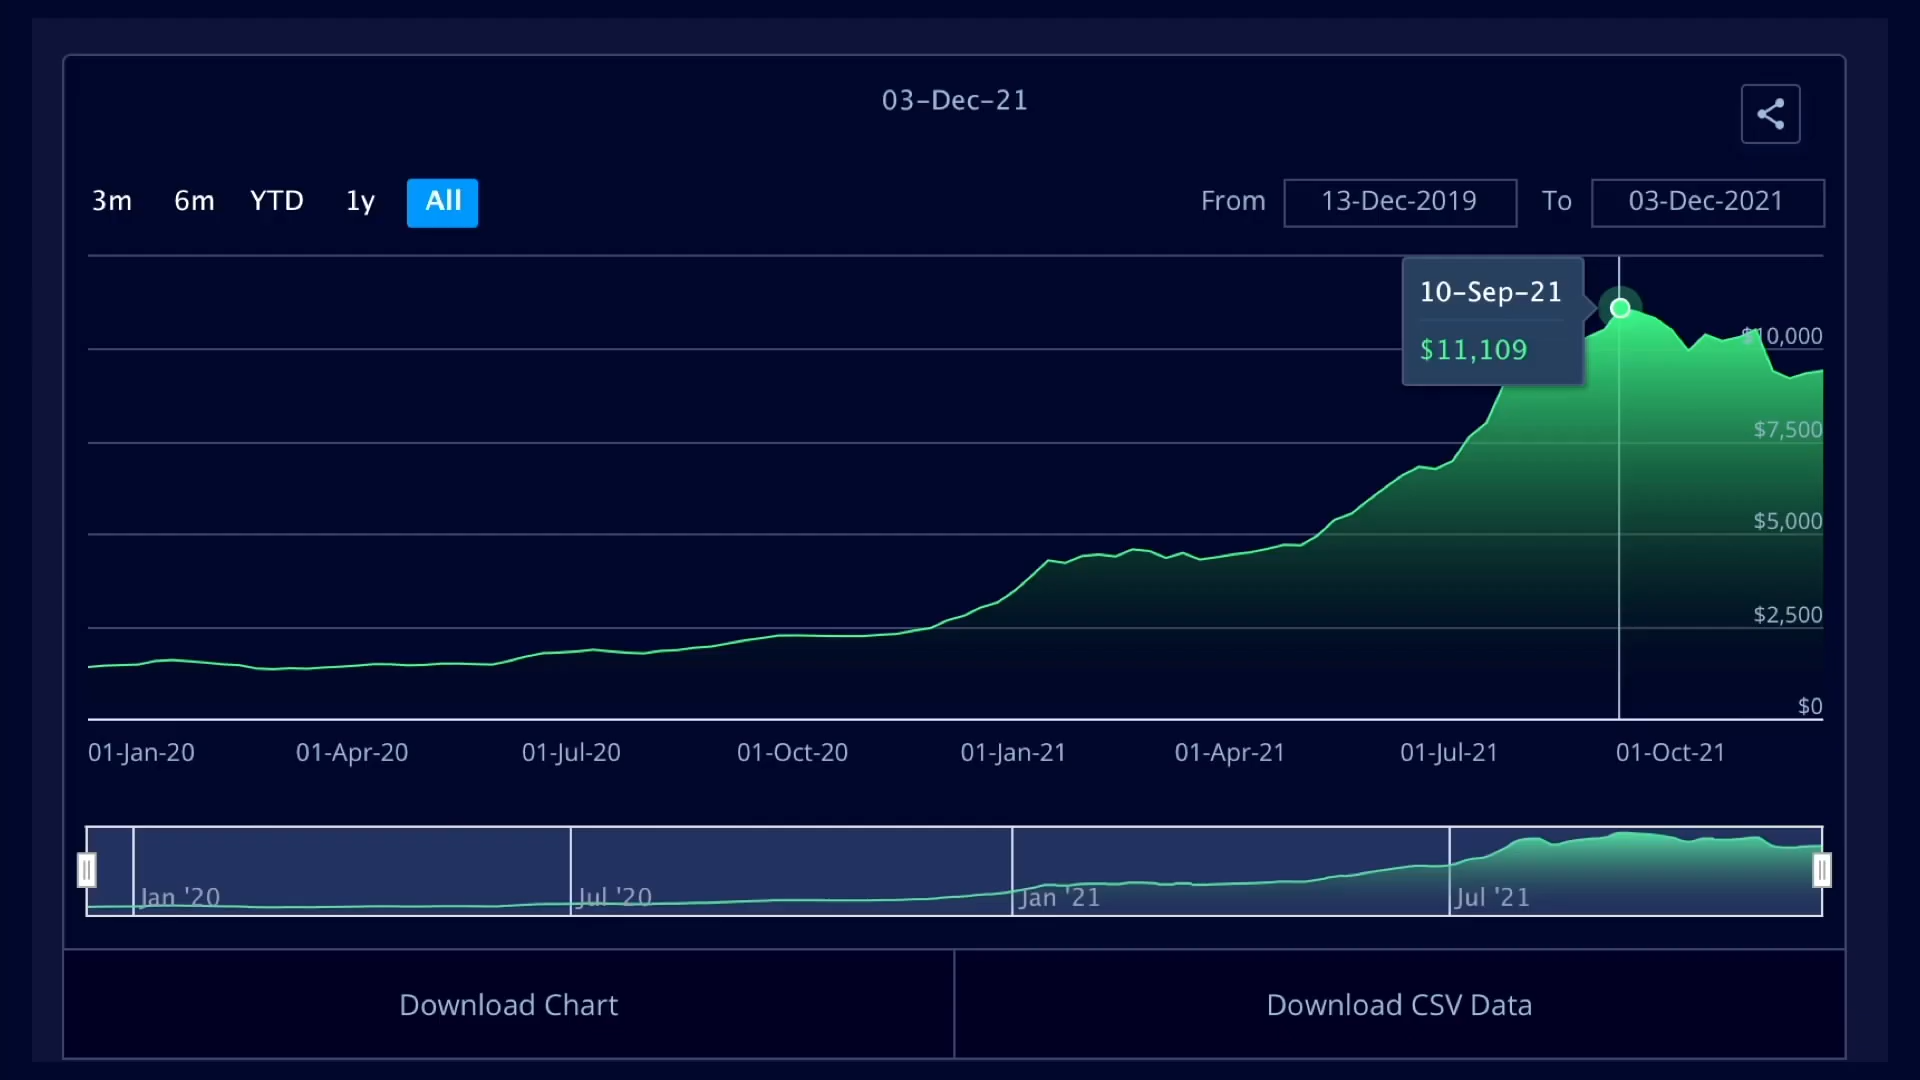 03-Dec-21
3m 6m YTD 1y All From 13-Dec-2019 To 03-Dec-2021
10-Sep-21
$11,109
$10,000
$7,500
$5,000
$2,500
$0
01-Jan-20 01-Apr-20 01-Jul-20 01-Oct-20 01-Jan-21 01-Apr-21 01-Jul-21 01-Oct-21
Jan '20 Jul '20 Jan '21 Jul '21
Download Chart Download CSV Data